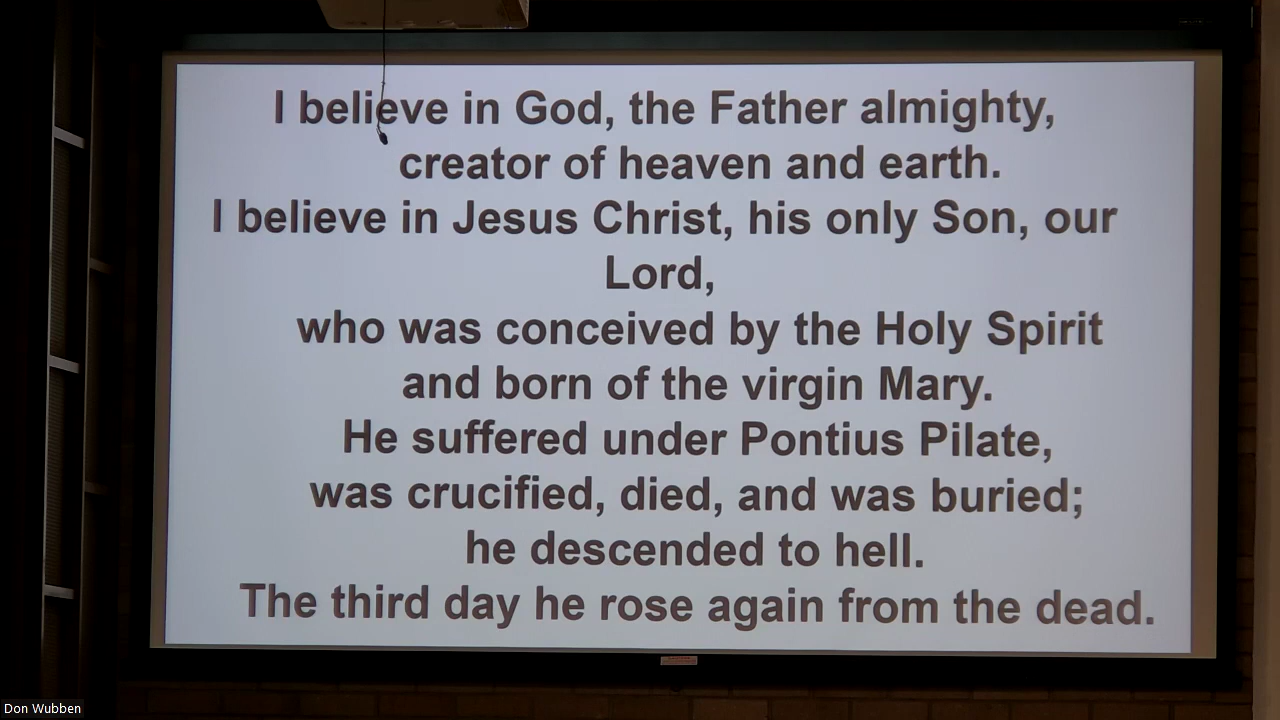 I believe in God, the Father almighty,
creator of heaven and earth.
I believe in Jesus Christ, his only Son, our
Lord,
who was conceived by the Holy Spirit
and born of the virgin Mary.
He suffered under Pontius Pilate,
was crucified, died, and was buried;
he descended to hell.
The third day he rose again from the dead.
Don Wubben